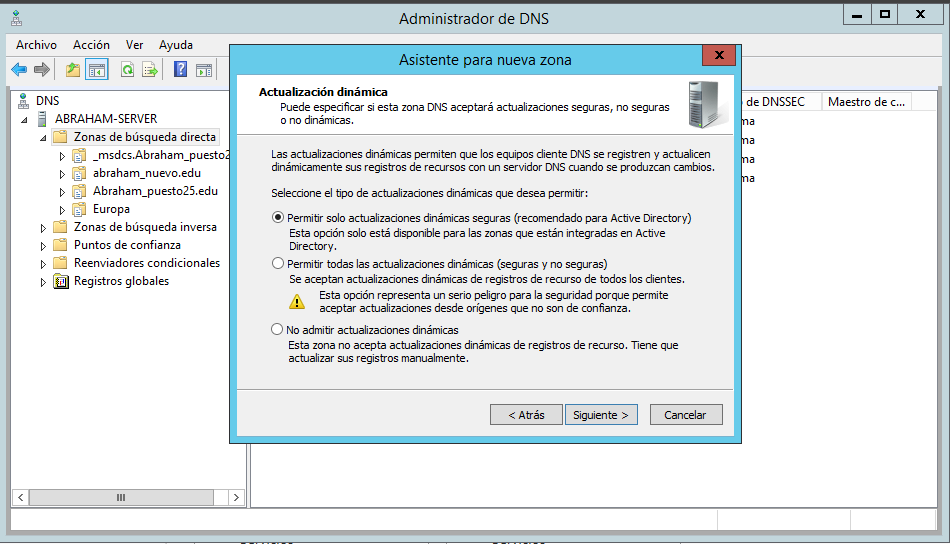 Administrador de DNS
Archivo Acción Ver Ayuda
DNS
ABRAHAM-SERVER
Zonas de búsqueda directa
_msdcs.Abraham_puesto2
abraham_nuevo.edu
Abraham_puesto25.edu
Europa
Zonas de búsqueda inversa
Puntos de confianza
Reenviadores condicionales
Registros globales
de DNSSEC Maestro de c...
ma
ma
ma
ma
Asistente para nueva zona
Actualización dinámica
Puede especificar si esta zona DNS aceptará actualizaciones seguras, no seguras
o no dinámicas.
Las actualizaciones dinámicas permiten que los equipos cliente DNS se registren y actualicen
dinámicamente sus registros de recursos con un servidor DNS cuando se produzcan cambios.
Seleccione el tipo de actualizaciones dinámicas que desea permitir:
Permitir solo actualizaciones dinámicas seguras (recomendado para Active Directory)
Esta opción solo está disponible para las zonas que están integradas en Active
Directory.
Permitir todas las actualizaciones dinámicas (seguras y no seguras)
Se aceptan actualizaciones dinámicas de registros de recurso de todos los clientes.
Esta opción representa un serio peligro para la seguridad porque permite
aceptar actualizaciones desde orígenes que no son de confianza.
No admitir actualizaciones dinámicas
Esta zona no acepta actualizaciones dinámicas de registros de recurso. Tiene que
actualizar sus registros manualmente.
< Atrás Siguiente > Cancelar